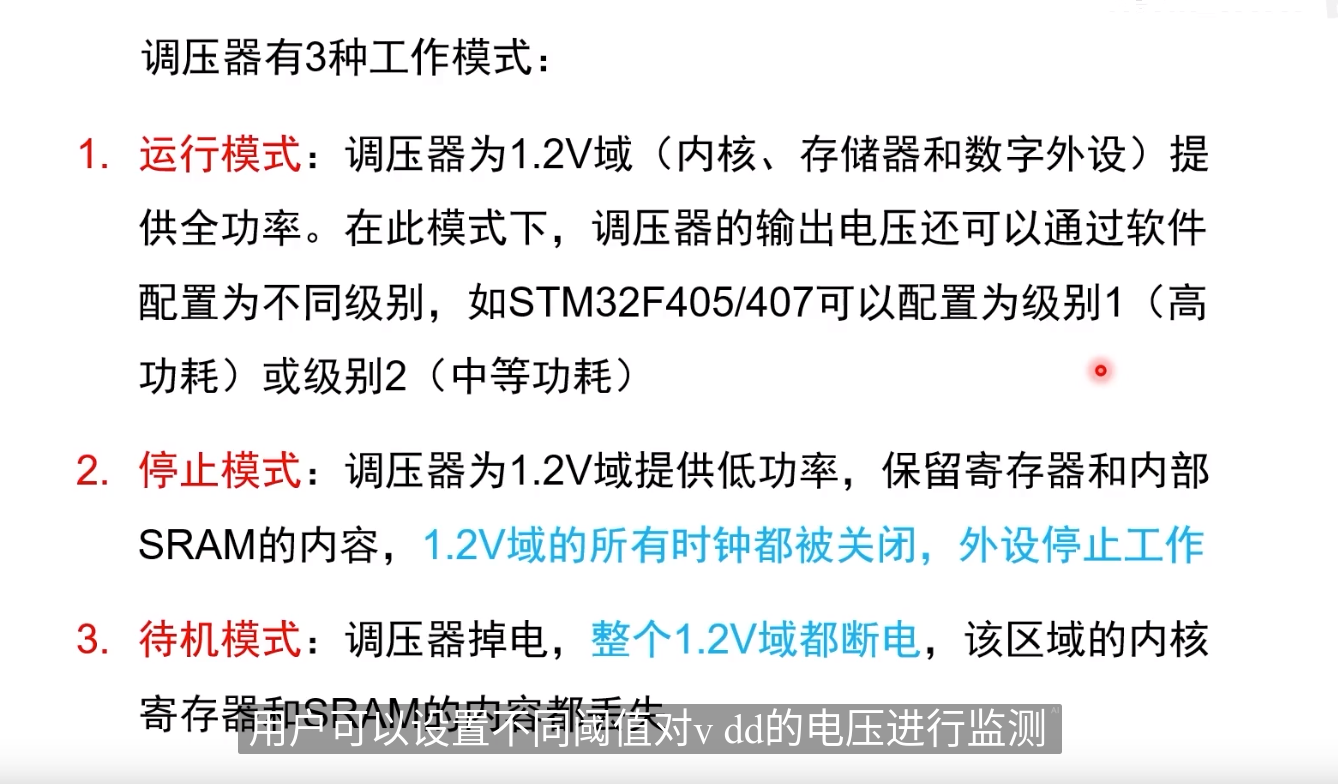 调压器有3种工作模式：
1. 运行模式：调压器为1.2V域（内核、存储器和数字外设）提
供全功率。在此模式下，调压器的输出电压还可以通过软件
配置为不同级别，如STM32F405/407可以配置为级别1（高
功耗）或级别2（中等功耗）
2. 停止模式：调压器为1.2V域提供低功率，保留寄存器和内部
SRAM的内容，1.2V域的所有时钟都被关闭，外设停止工作
3. 待机模式：调压器掉电，整个1.2V域都断电，该区域的内核
寄存器和SRAM的内容都丢失
用户可以设置不同阈值对v dd的电压进行监测